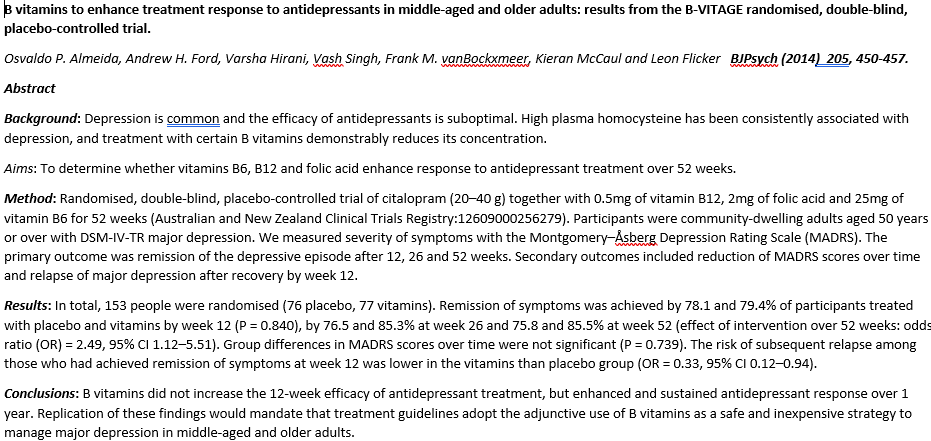 B vitamins to enhance treatment response to antidepressants in middle-aged and older adults: results from the B-VITAGE randomised, double-blind,
placebo-controlled trial.
Osvaldo P. Almeida, Andrew H. Ford, Varsha Hirani, Vash Singh, Frank M. vanBockxmeer, Kieran McCaul and Leon Flicker BJPsych (2014) 205, 450-457.
Abstract
Background: Depression is common and the efficacy of antidepressants is suboptimal. High plasma homocysteine has been consistently associated with
depression, and treatment with certain B vitamins demonstrably reduces its concentration.
Aims: To determine whether vitamins B6, B12 and folic acid enhance response to antidepressant treatment over 52 weeks.
Method: Randomised, double-blind, placebo-controlled trial of citalopram (20–40 g) together with 0.5mg of vitamin B12, 2mg of folic acid and 25mg of
vitamin B6 for 52 weeks (Australian and New Zealand Clinical Trials Registry:12609000256279). Participants were community-dwelling adults aged 50 years
or over with DSM-IV-TR major depression. We measured severity of symptoms with the Montgomery–Åsberg Depression Rating Scale (MADRS). The
primary outcome was remission of the depressive episode after 12, 26 and 52 weeks. Secondary outcomes included reduction of MADRS scores over time
and relapse of major depression after recovery by week 12.
Results: In total, 153 people were randomised (76 placebo, 77 vitamins). Remission of symptoms was achieved by 78.1 and 79.4% of participants treated
with placebo and vitamins by week 12 (P = 0.840), by 76.5 and 85.3% at week 26 and 75.8 and 85.5% at week 52 (effect of intervention over 52 weeks: odds
ratio (OR) = 2.49, 95% CI 1.12–5.51). Group differences in MADRS scores over time were not significant (P = 0.739). The risk of subsequent relapse among
those who had achieved remission of symptoms at week 12 was lower in the vitamins than placebo group (OR = 0.33, 95% CI 0.12–0.94).
Conclusions: B vitamins did not increase the 12-week efficacy of antidepressant treatment, but enhanced and sustained antidepressant response over 1
year. Replication of these findings would mandate that treatment guidelines adopt the adjunctive use of B vitamins as a safe and inexpensive strategy to
manage major depression in middle-aged and older adults.